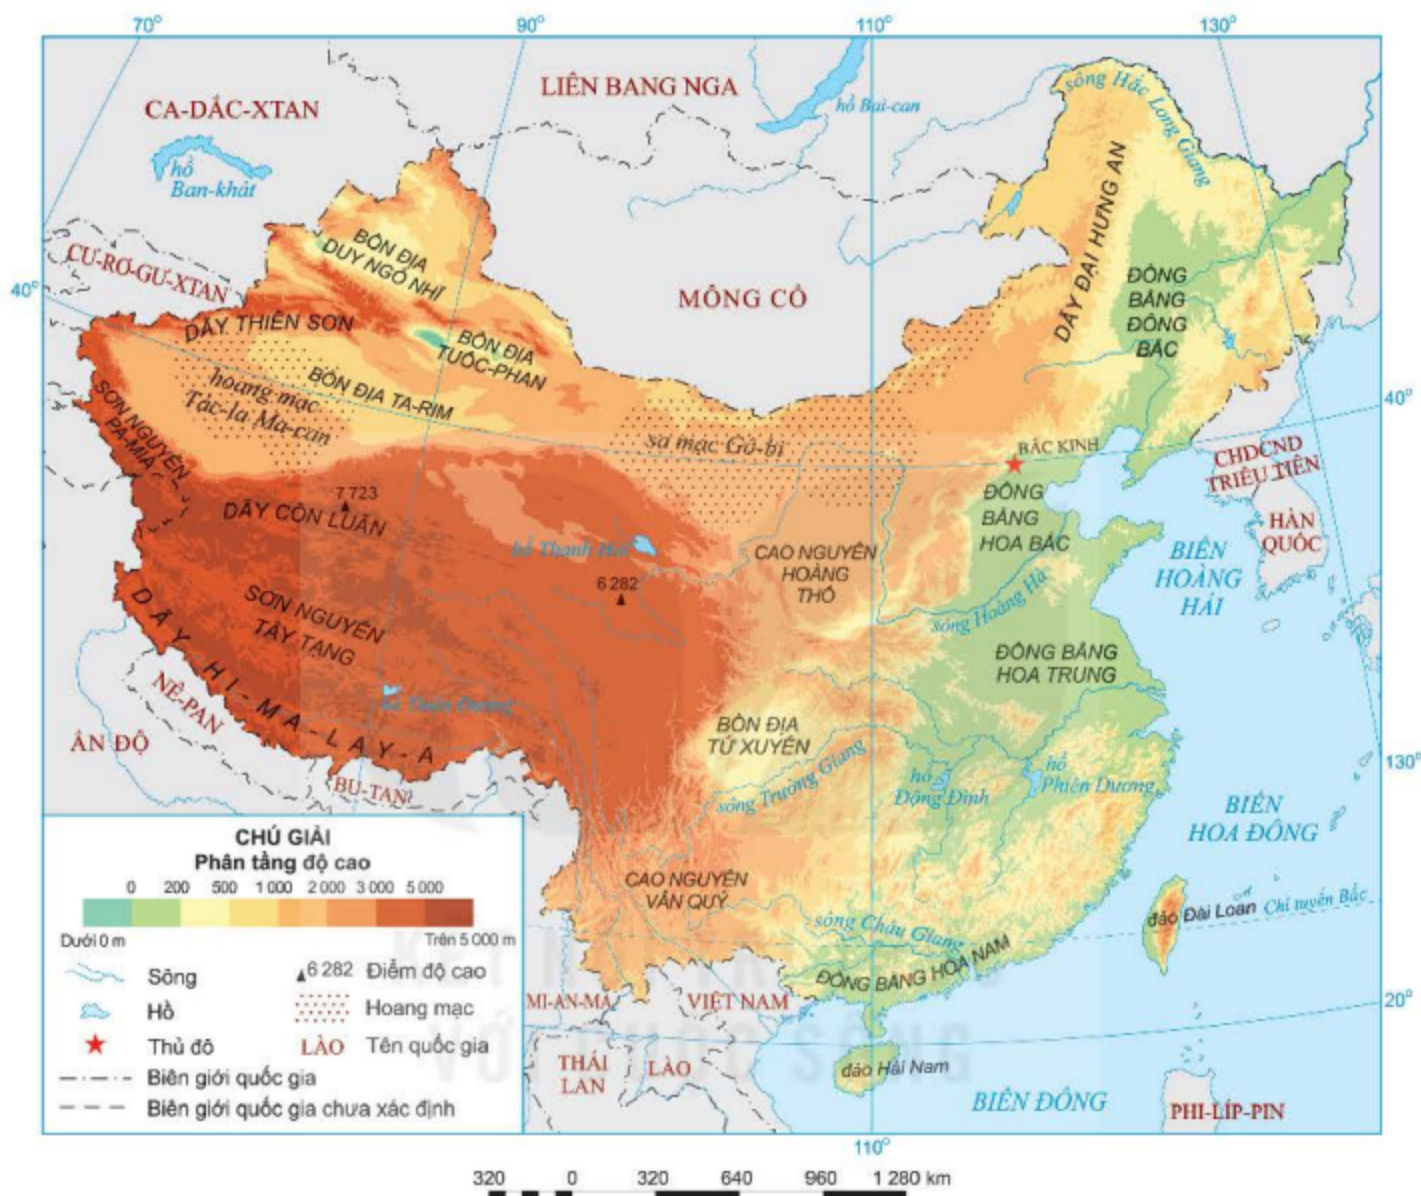 70°
90°
110°
130°
LIÊN BANG NGA
CA-DẮC-XTAN
hồ Bai-can
sông Hắc Long Giang
hồ
Ban-khát
DÃY ĐẠI HƯNG AN
BỒN ĐỊA
DUY NGÔ NHĨ
CƯ-RƠ-GƯ-XTAN
40°
MÔNG CỔ
ĐỒNG
BẰNG
ĐÔNG
BẮC
DÃY THIÊN SƠN
BỒN ĐỊA
TUỐC-PHAN
hoang mạc
Tác-la Ma-can
BỒN ĐỊA TA-RIM
40°
SƠN NGUYÊN
PA-MIA
sa mạc Gô-bi
BẮC KINH
CHDCND
TRIỀU TIÊN
7 723
DÃY CÔN LUÂN
ĐỒNG
BẰNG
HOA BẮC
HÀN
QUỐC
hồ Thanh Hải
CAO NGUYÊN
HOÀNG
THỔ
BIỂN
HOÀNG
HẢI
6 282
SƠN NGUYÊN
TÂY TẠNG
sông Hoàng Hà
DÃY HI-MA-LAY-A
ĐỒNG BẰNG
HOA TRUNG
NÊ-PAN
ẤN ĐỘ
BỒN ĐỊA
TỨ XUYÊN
sông Trường Giang
hồ
Động Đình
hồ
Phiên Dương
130°
BU-TAN
BIỂN
HOA ĐÔNG
CHÚ GIẢI
Phân tầng độ cao
0 200 500 1 000 2 000 3 000 5 000
Dưới 0 m
Trên 5 000 m
CAO NGUYÊN
VÂN QUÝ
sông Châu Giang
đảo Đài Loan
Chí tuyến Bắc
ĐỒNG BẰNG HOA NAM
Sông
6 282 Điểm độ cao
Hồ
Hoang mạc
Thủ đô
LÀO Tên quốc gia
Biên giới quốc gia
Biên giới quốc gia chưa xác định
MI-AN-MA
VIỆT NAM
20°
THÁI
LAN
LÀO
đảo Hải Nam
BIỂN ĐÔNG
PHI-LÍP-PIN
110°
320 0 320 640 960 1 280 km